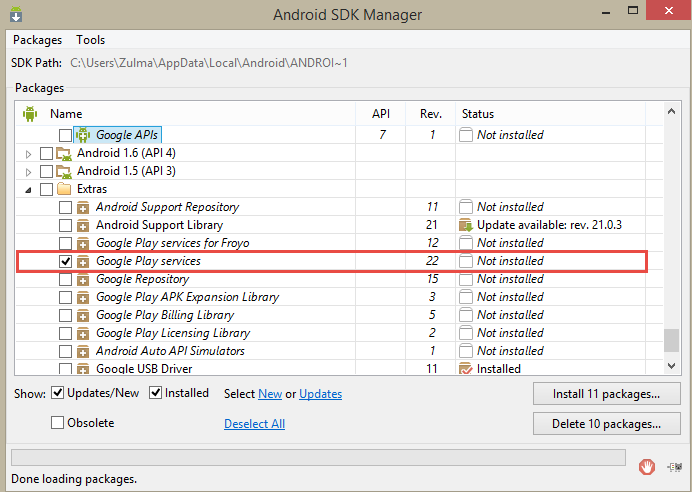 Android SDK Manager
Packages Tools
SDK Path: C:\Users\Zulma\AppData\Local\Android\ANDROI~1
Packages
Name API Rev. Status
Google APIs 7 1 Not installed
Android 1.6 (API 4)
Android 1.5 (API 3)
Extras
Android Support Repository 11 Not installed
Android Support Library 21 Update available: rev. 21.0.3
Google Play services for Froyo 12 Not installed
Google Play services 22 Not installed
Google Repository 15 Not installed
Google Play APK Expansion Library 3 Not installed
Google Play Billing Library 5 Not installed
Google Play Licensing Library 2 Not installed
Android Auto API Simulators 1 Not installed
Google USB Driver 11 Installed
Show: Updates/New Installed Select New or Updates Install 11 packages...
Obsolete Deselect All Delete 10 packages...
Done loading packages.